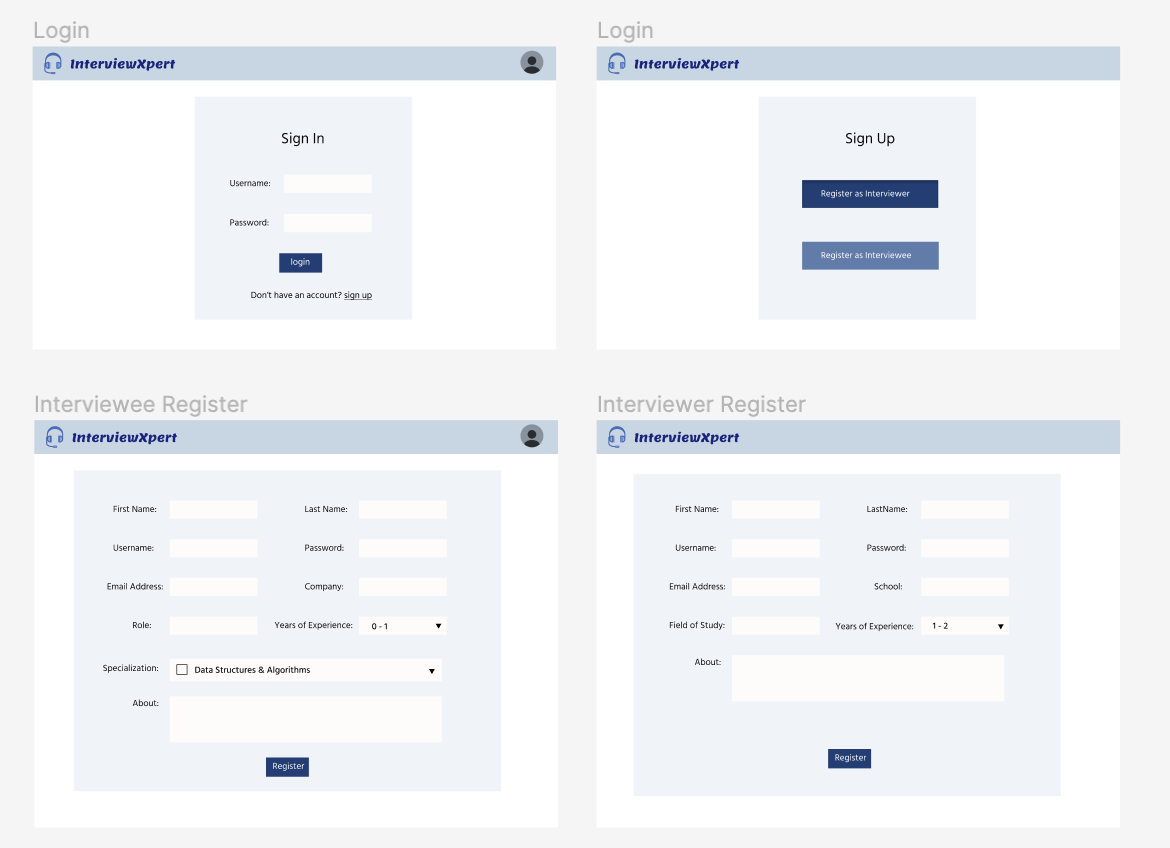 Login
InterviewXpert
Sign In
Username:
Password:
login
Don't have an account? sign up
Login
InterviewXpert
Sign Up
Register as Interviewer
Register as Interviewee
Interviewee Register
InterviewXpert
First Name:
Last Name:
Username:
Password:
Email Address:
Company:
Role:
Years of Experience:
0 - 1
Specialization:
Data Structures & Algorithms
About:
Register
Interviewer Register
InterviewXpert
First Name:
LastName:
Username:
Password:
Email Address:
School:
Field of Study:
Years of Experience:
1 - 2
About:
Register